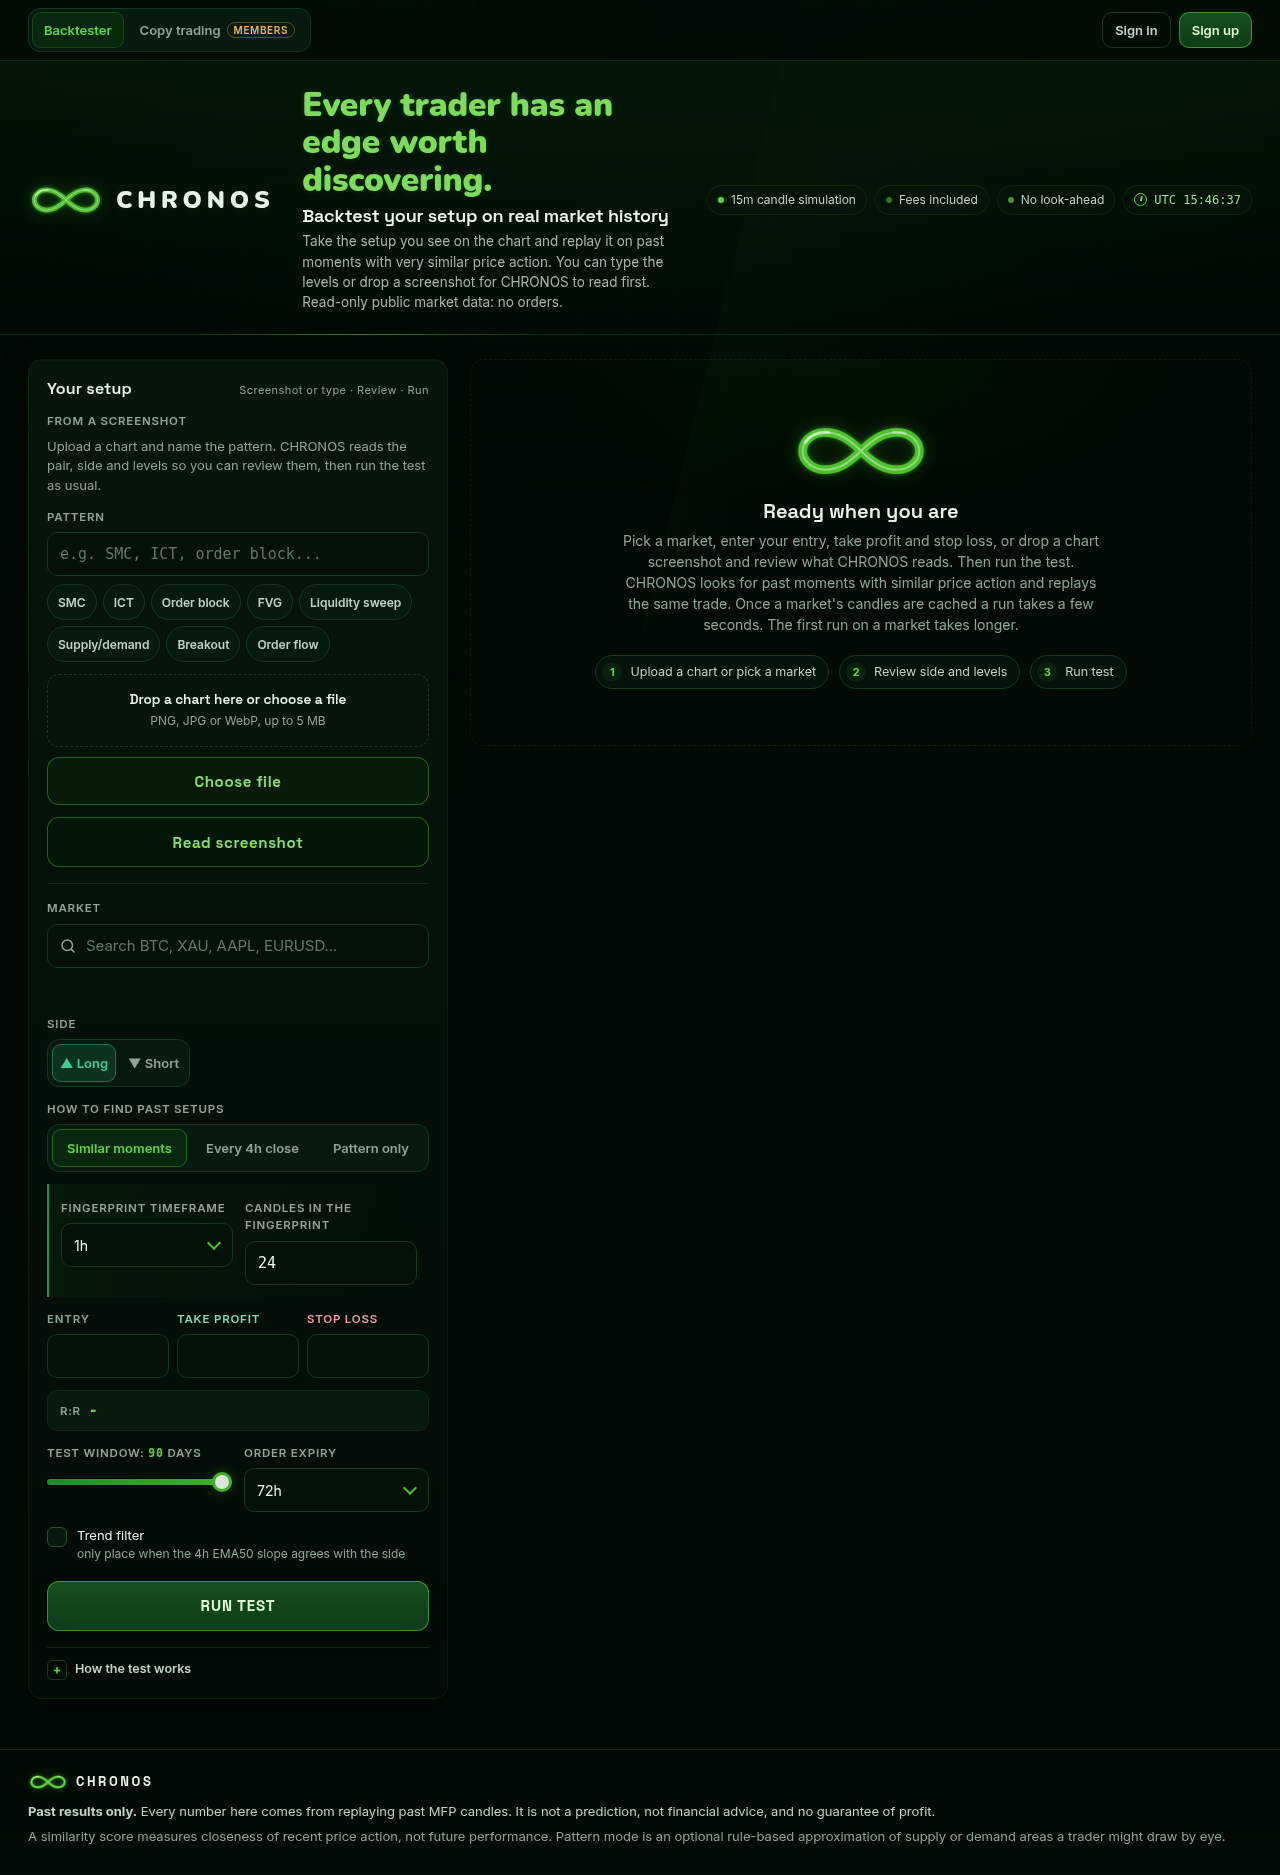 Backtester
Copy trading MEMBERS
Sign in
Sign up
CHRONOS
Every trader has an
edge worth
discovering.
Backtest your setup on real market history
Take the setup you see on the chart and replay it on past
moments with very similar price action. You can type the
levels or drop a screenshot for CHRONOS to read first.
Read-only public market data: no orders.
15m candle simulation
Fees included
No look-ahead
UTC 15:46:37
Your setup
Screenshot or type · Review · Run
FROM A SCREENSHOT
Upload a chart and name the pattern. CHRONOS reads the
pair, side and levels so you can review them, then run the test
as usual.
PATTERN
e.g. SMC, ICT, order block...
SMC
ICT
Order block
FVG
Liquidity sweep
Supply/demand
Breakout
Order flow
Drop a chart here or choose a file
PNG, JPG or WebP, up to 5 MB
Choose file
Read screenshot
MARKET
Search BTC, XAU, AAPL, EURUSD...
SIDE
▲ Long
▼ Short
HOW TO FIND PAST SETUPS
Similar moments
Every 4h close
Pattern only
FINGERPRINT TIMEFRAME
1h
CANDLES IN THE
FINGERPRINT
24
ENTRY
TAKE PROFIT
STOP LOSS
R:R -
TEST WINDOW: 90 DAYS
ORDER EXPIRY
72h
Trend filter
only place when the 4h EMA50 slope agrees with the side
RUN TEST
+ How the test works
Ready when you are
Pick a market, enter your entry, take profit and stop loss, or drop a chart
screenshot and review what CHRONOS reads. Then run the test.
CHRONOS looks for past moments with similar price action and replays
the same trade. Once a market's candles are cached a run takes a few
seconds. The first run on a market takes longer.
1 Upload a chart or pick a market
2 Review side and levels
3 Run test
CHRONOS
Past results only. Every number here comes from replaying past MFP candles. It is not a prediction, not financial advice, and no guarantee of profit.
A similarity score measures closeness of recent price action, not future performance. Pattern mode is an optional rule-based approximation of supply or demand areas a trader might draw by eye.